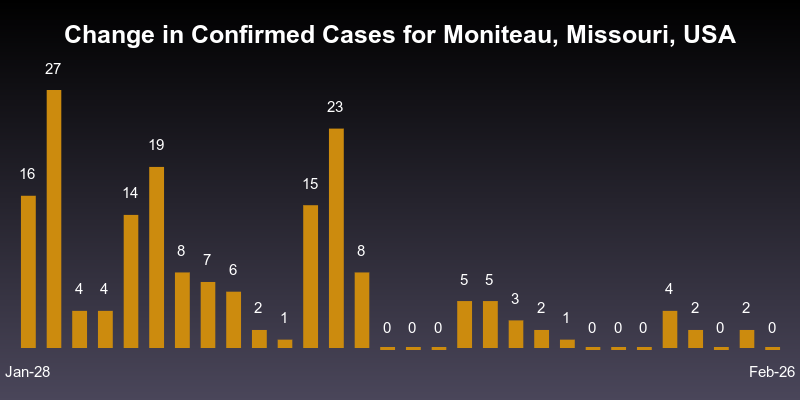 Change in Confirmed Cases for Moniteau, Missouri, USA
16 27 4 4 14 19 8 7 6 2 1 15 23 8 0 0 0 5 5 3 2 1 0 0 0 4 2 0 2 0
Jan-28 Feb-26